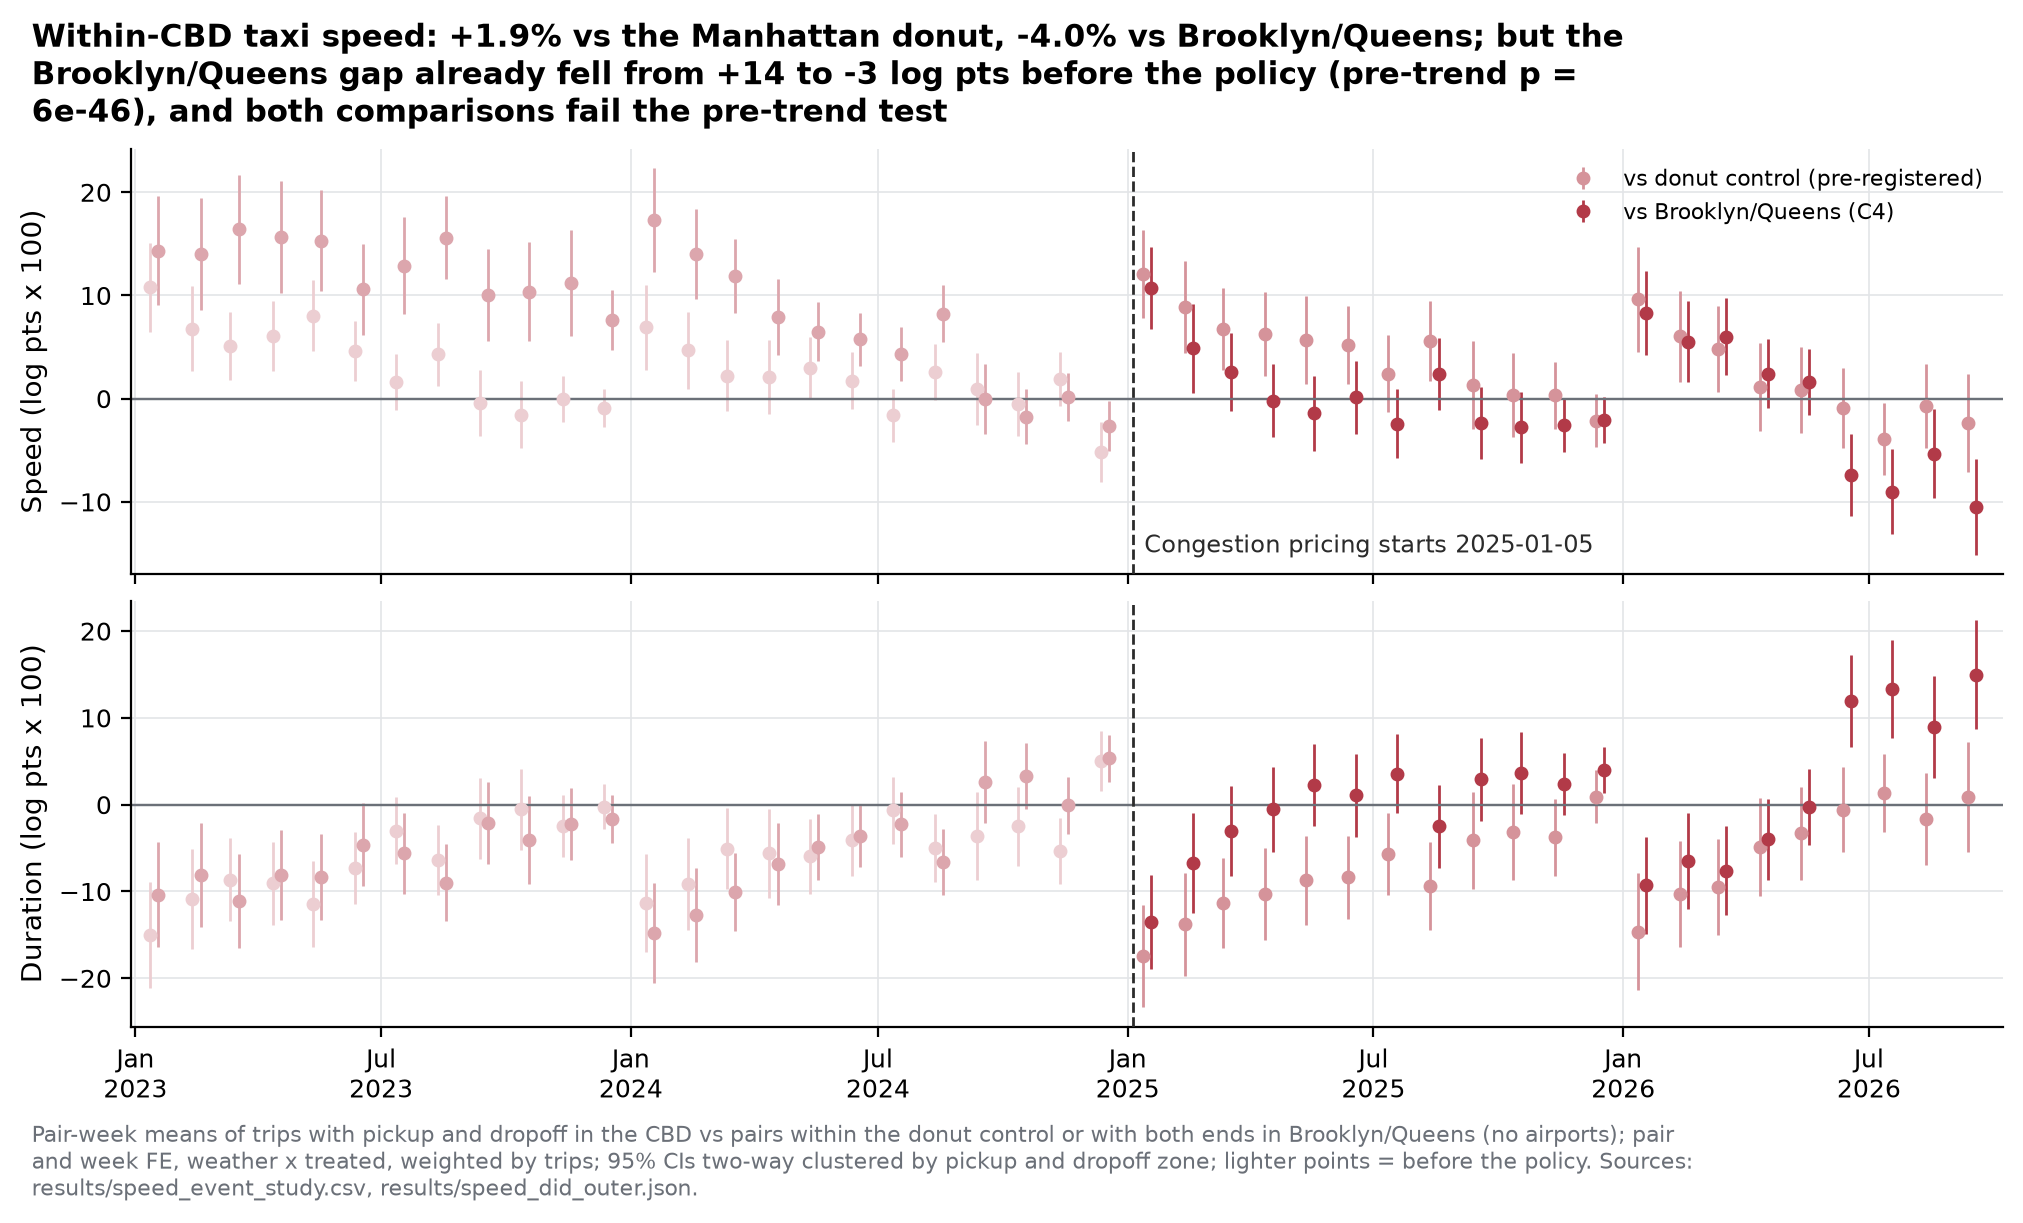 Within-CBD taxi speed: +1.9% vs the Manhattan donut, -4.0% vs Brooklyn/Queens; but the
Brooklyn/Queens gap already fell from +14 to -3 log pts before the policy (pre-trend p =
6e-46), and both comparisons fail the pre-trend test
Speed (log pts x 100)
20
10
0
−10
vs donut control (pre-registered)
vs Brooklyn/Queens (C4)
Congestion pricing starts 2025-01-05
Duration (log pts x 100)
20
10
0
−10
−20
Jan Jul Jan Jul Jan Jul Jan Jul
2023 2023 2024 2024 2025 2025 2026 2026
Pair-week means of trips with pickup and dropoff in the CBD vs pairs within the donut control or with both ends in Brooklyn/Queens (no airports); pair
and week FE, weather x treated, weighted by trips; 95% CIs two-way clustered by pickup and dropoff zone; lighter points = before the policy. Sources:
results/speed_event_study.csv, results/speed_did_outer.json.